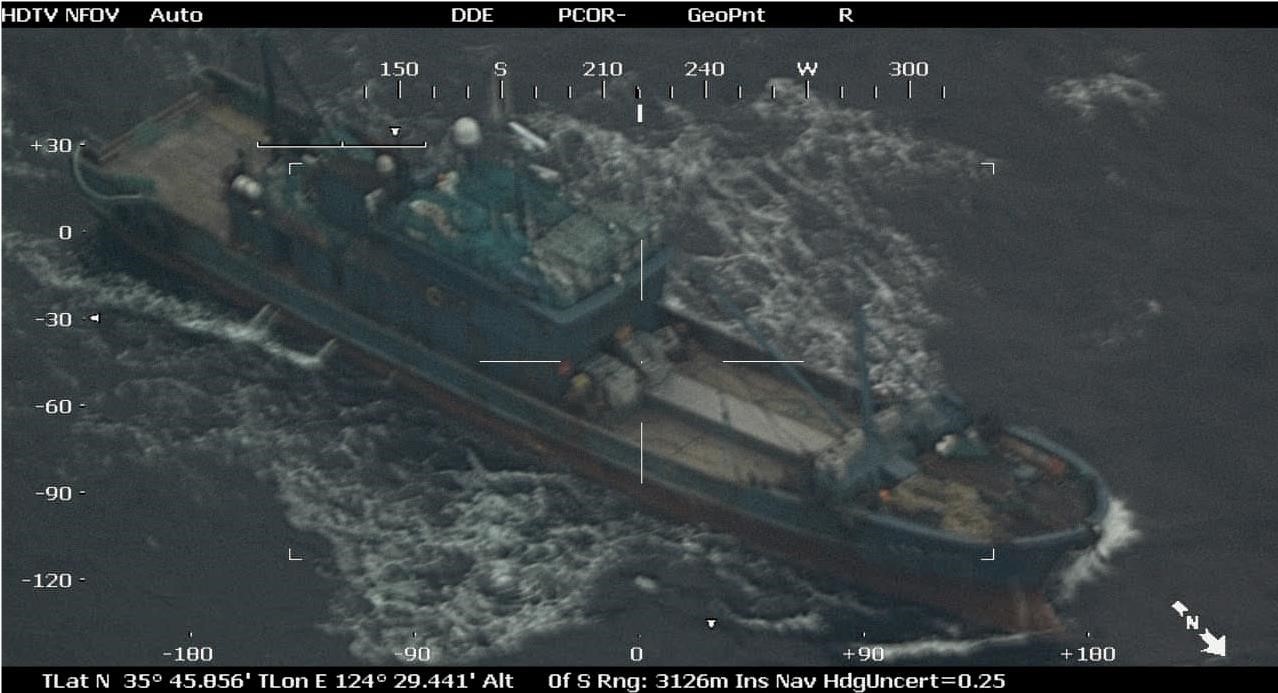 HDTV NFOV Auto DDE PCOR- GeoPnt R
150 S 210 240 W 300
+30
0
-30
-60
-90
-120
N
-180 -90 0 +90 +180
TLat N 35° 45.856' TLon E 124° 29.441' Alt 0f S Rng: 3126m Ins Nav HdgUncert=0.25